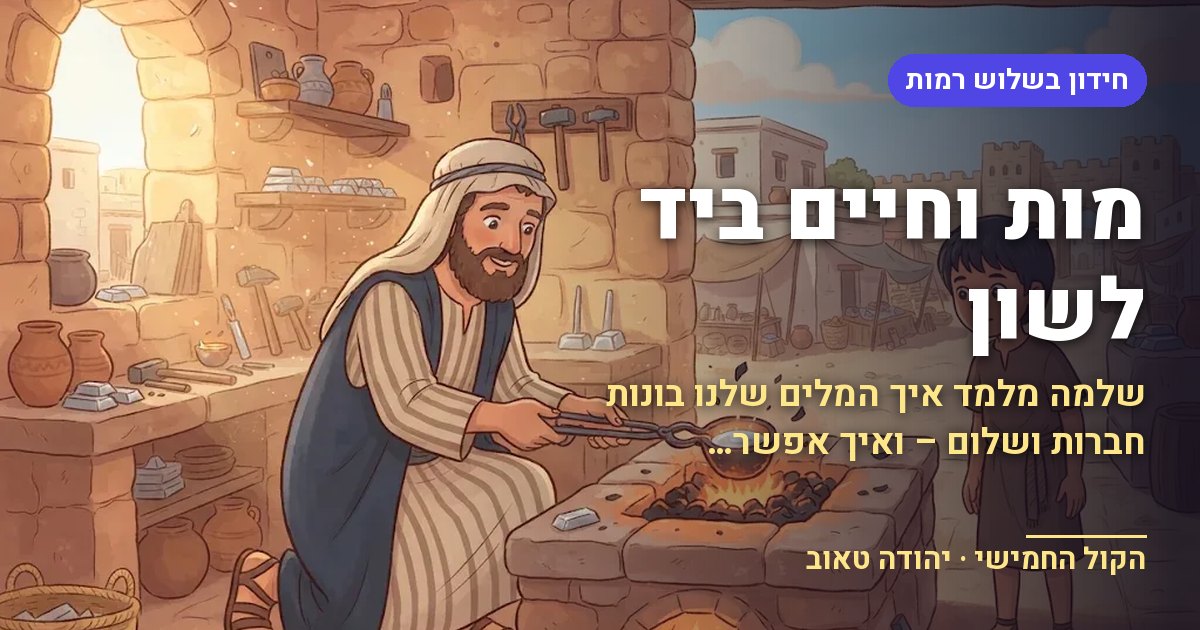 חידון בשלוש רמות
מות וחיים ביד
לשון
שלמה מלמד איך המלים שלנו בונות
חברות ושלום – ואיך אפשר...
הקול החמישי · יהודה טאוב